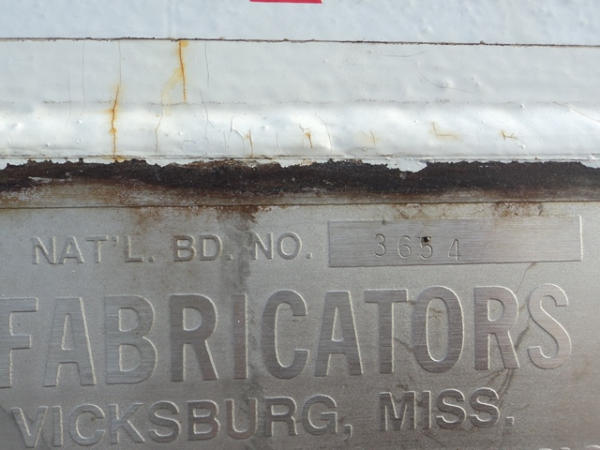 NAT'L. BD. NO. 3654
FABRICATORS
VICKSBURG, MISS.